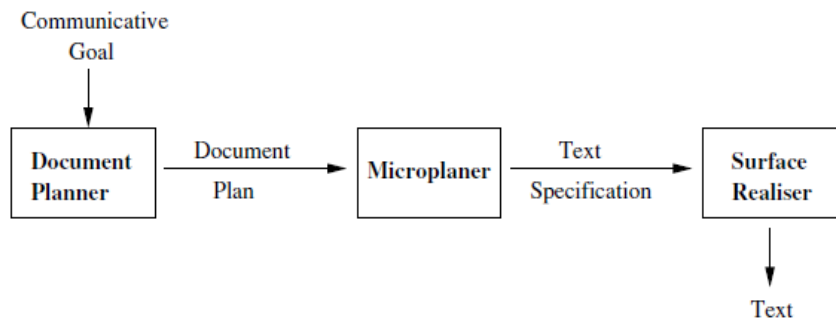 Communicative
Goal
Document
Planner
Document
Plan
Microplaner
Text
Specification
Surface
Realiser
Text